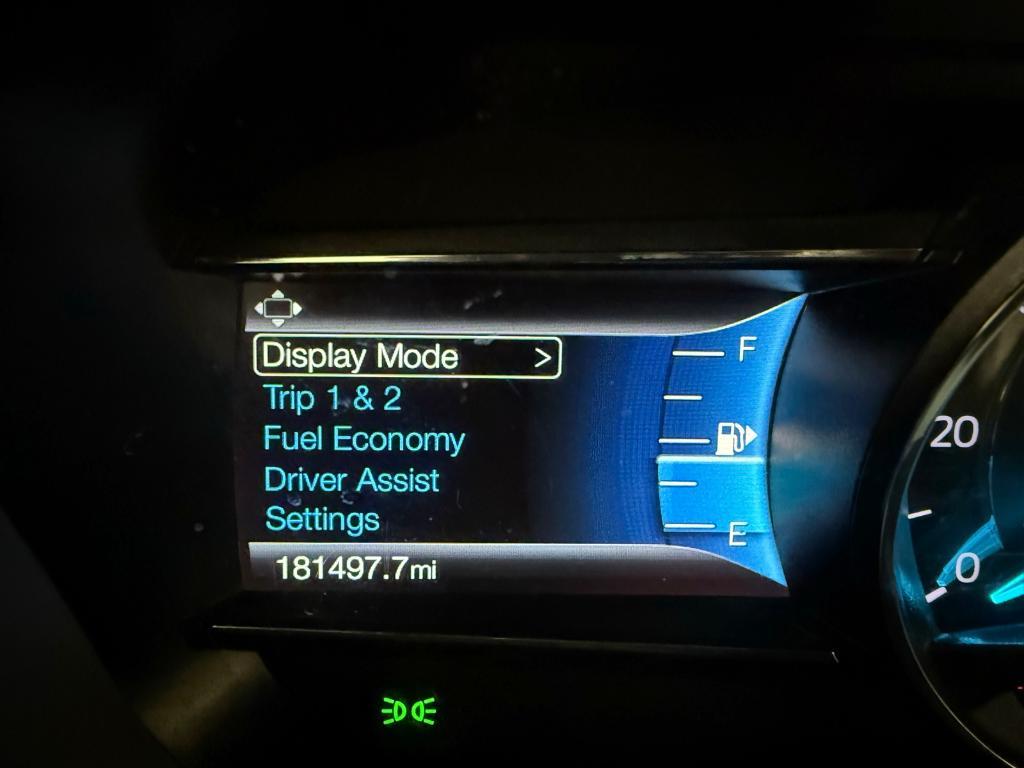 Display Mode >
Trip 1 & 2
Fuel Economy
Driver Assist
Settings
181497.7mi
F
E
20
0